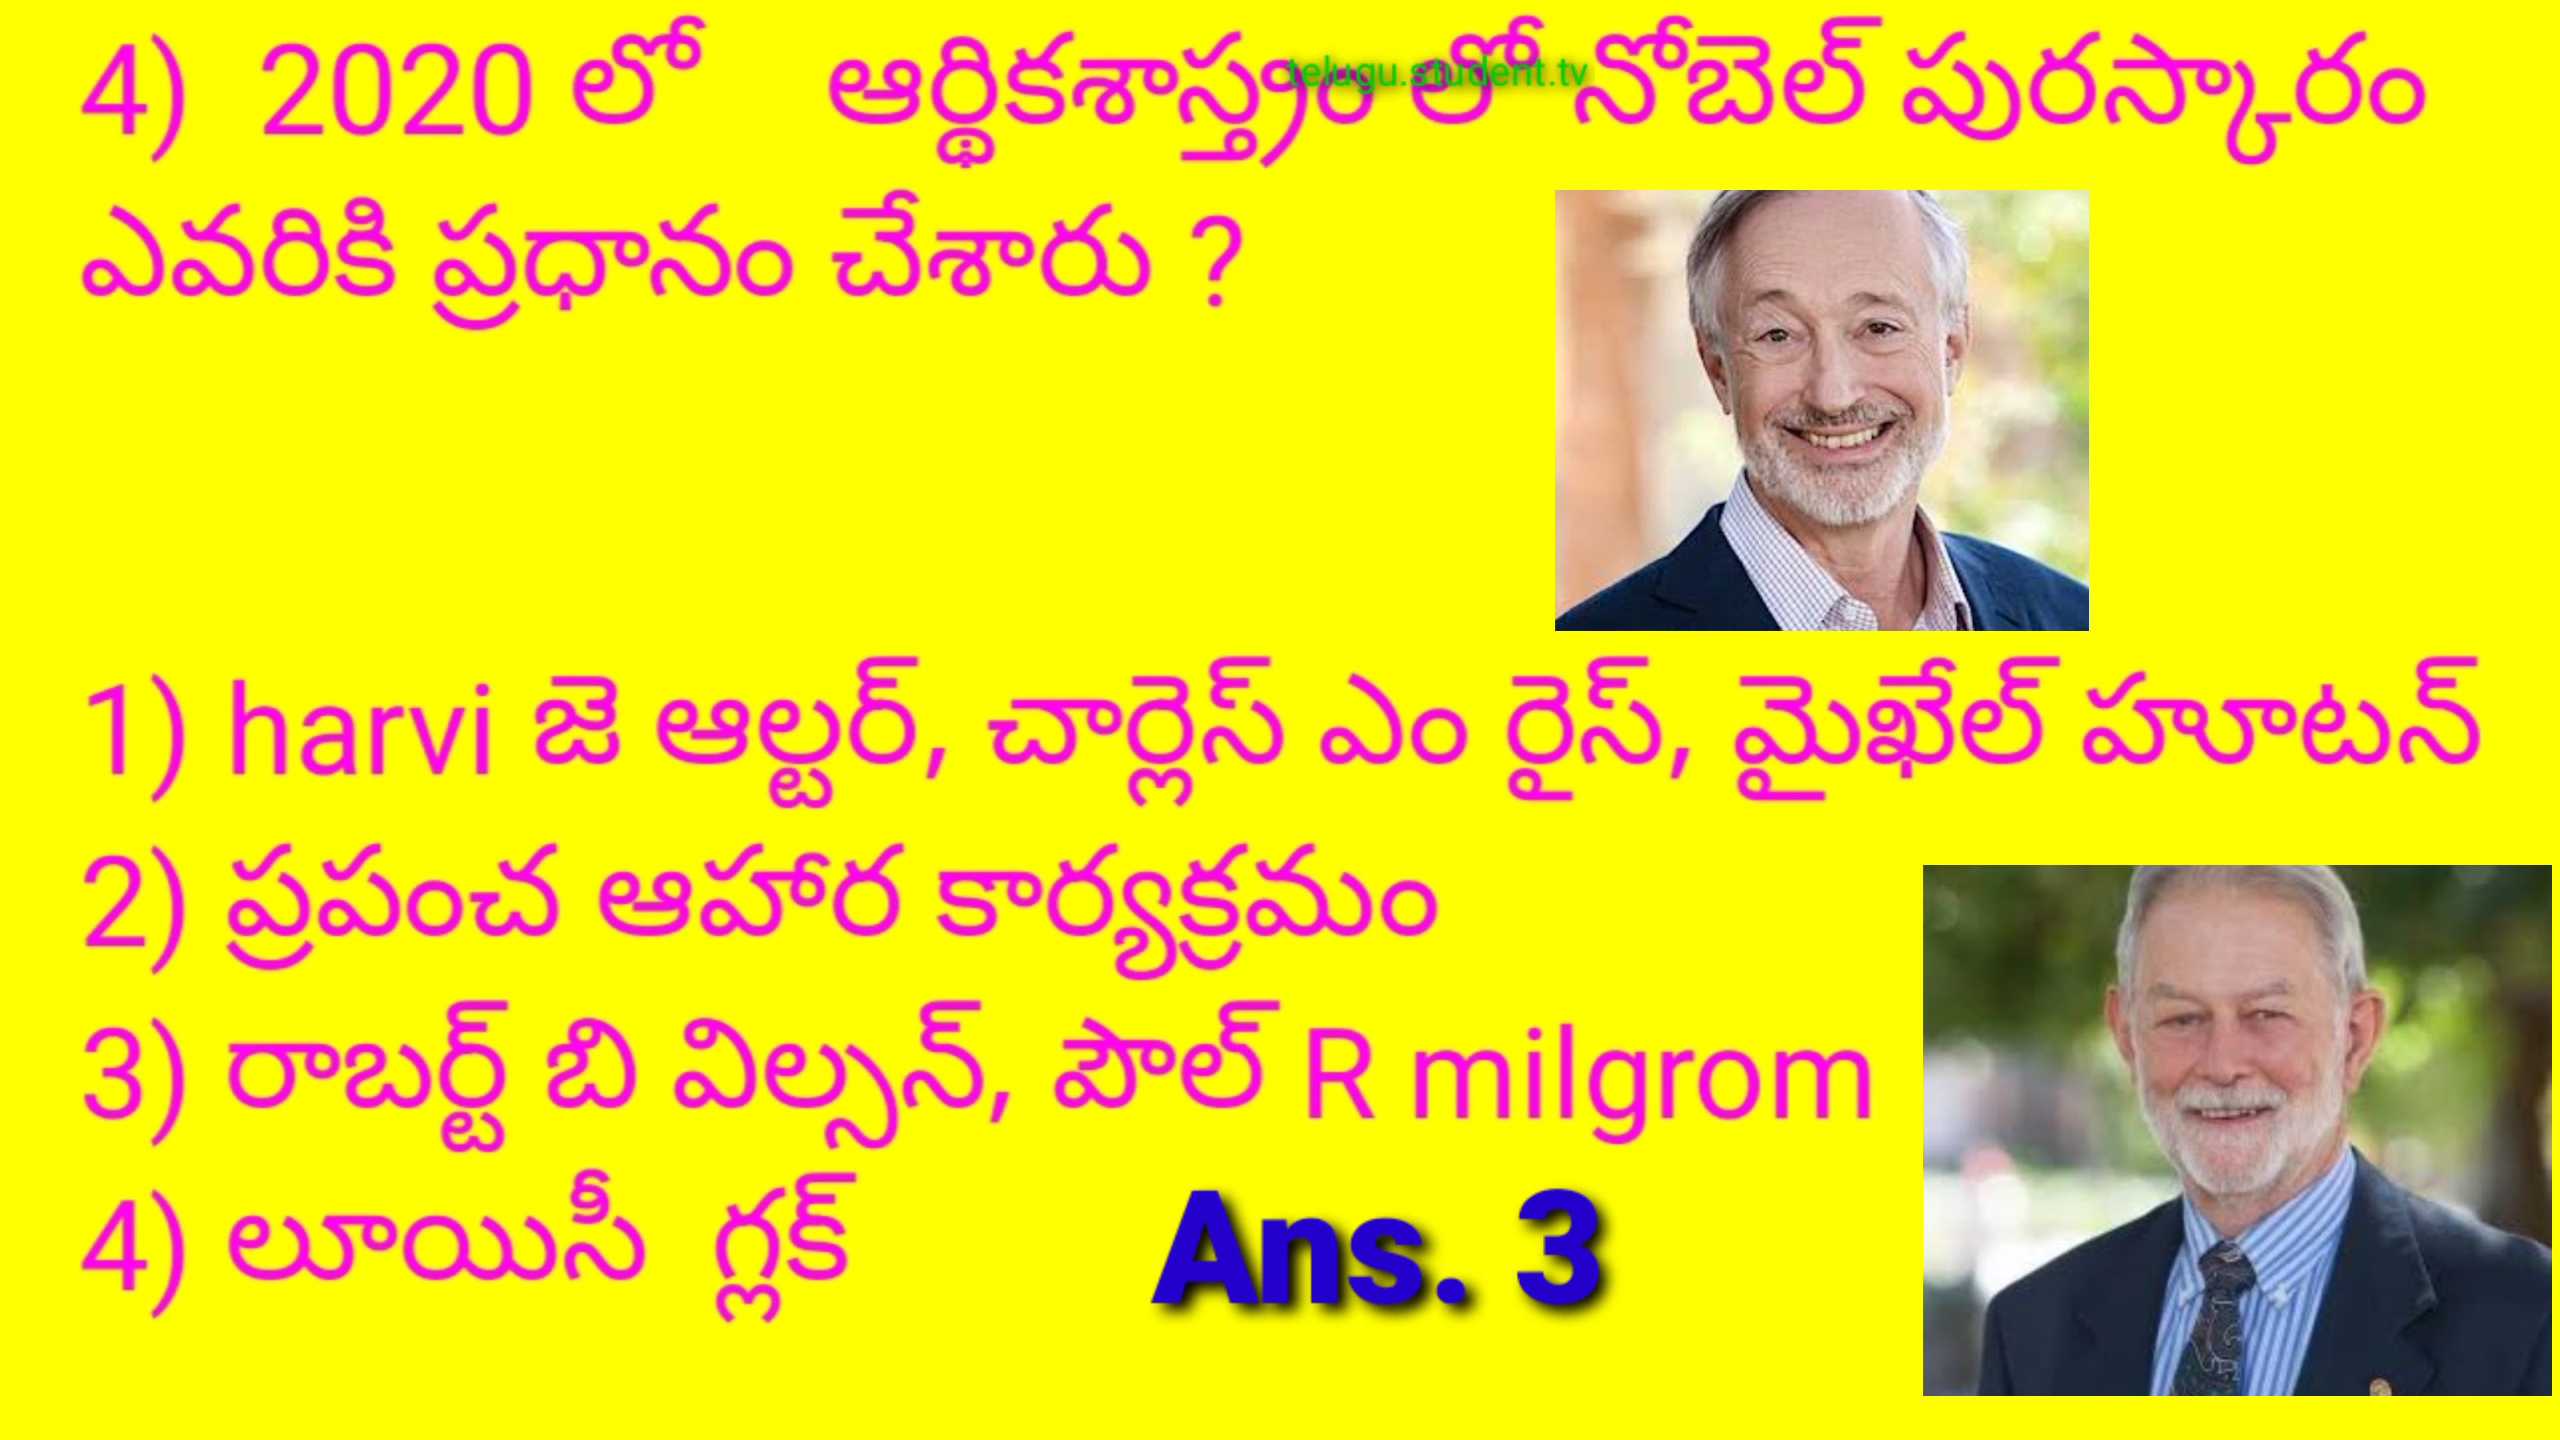 4) 2020 లో ఆర్థికశాస్త్రం లో నోబెల్ పురస్కారం
telugu.student.tv
ఎవరికి ప్రధానం చేశారు ?
1) harvi జె ఆల్టర్, చార్లెస్ ఎం రైస్, మైఖేల్ హూటన్
2) ప్రపంచ ఆహార కార్యక్రమం
3) రాబర్ట్ బి విల్సన్, పౌల్ R milgrom
4) లూయిసీ గ్లక్
Ans. 3